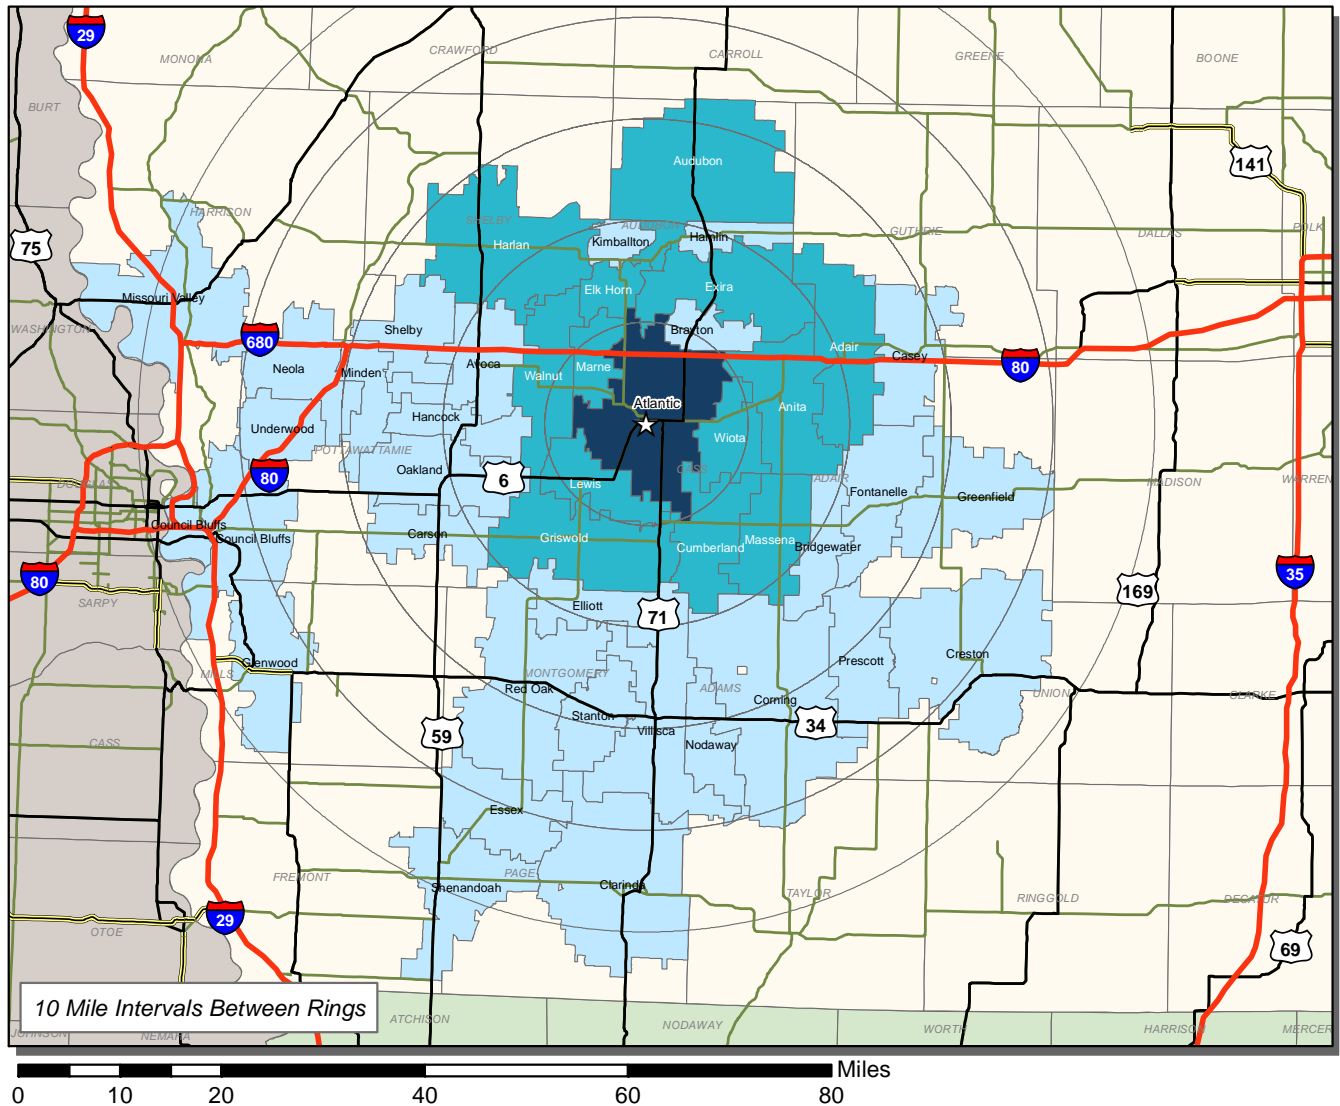 29
MONONA
CRAWFORD
CARROLL
GREENE
BOONE
BURT
141
Audubon
HARRISON
SHELBY
AUDUBON
Kimballton
Hamlin
GUTHRIE
DALLAS
POLK
75
Harlan
Elk Horn
Exira
Missouri Valley
WASHINGTON
Shelby
Brayton
680
Neola
Minden
Avoca
Walnut
Marne
Adair
Casey
80
Atlantic
Hancock
Anita
Underwood
POTTAWATTAMIE
Wiota
Oakland
80
6
CASS
ADAIR
Lewis
DOUGLAS
Fontanelle
Greenfield
MADISON
WARREN
Council Bluffs
Council Bluffs
Carson
Griswold
Cumberland
Massena
Bridgewater
80
35
SARPY
169
Elliott
71
Glenwood
MILLS
MONTGOMERY
Red Oak
ADAMS
Prescott
Creston
UNION
CLARKE
Corning
Stanton
Villisca
34
59
Nodaway
CASS
Essex
FREMONT
PAGE
Shenandoah
Clarinda
TAYLOR
RINGGOLD
DECATUR
29
OTOE
69
10 Mile Intervals Between Rings
JOHNSON
NEMAHA
ATCHISON
NODAWAY
WORTH
HARRISON
MERCER
Miles
0 10 20 40 60 80